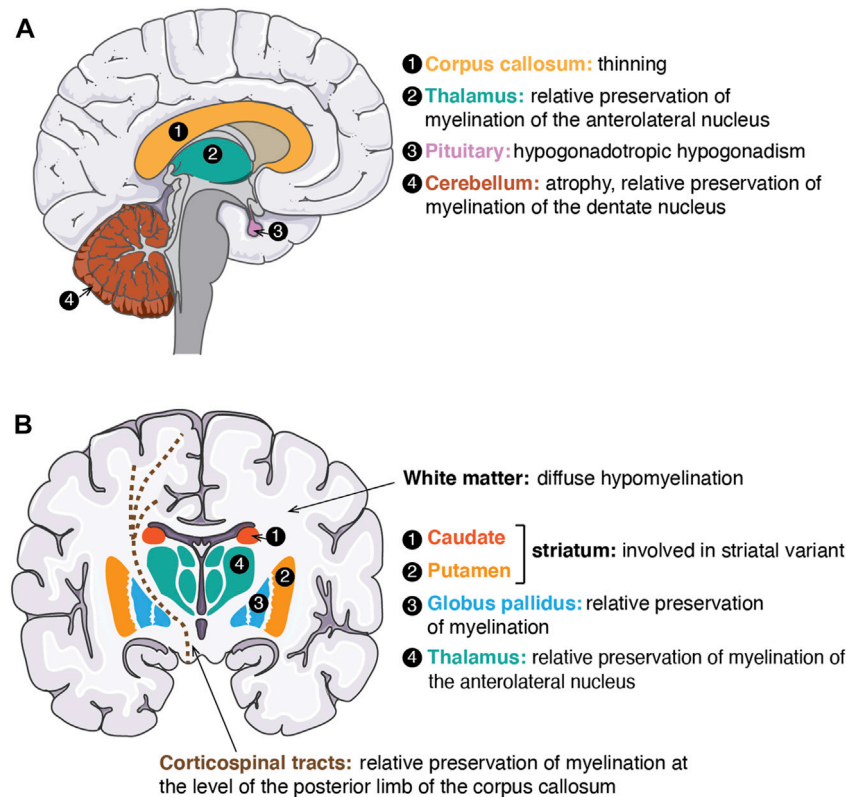 A
1 Corpus callosum: thinning
2 Thalamus: relative preservation of
myelination of the anterolateral nucleus
3 Pituitary: hypogonadotropic hypogonadism
4 Cerebellum: atrophy, relative preservation of
myelination of the dentate nucleus
1
2
3
4
B
White matter: diffuse hypomyelination
1 Caudate
2 Putamen
striatum: involved in striatal variant
3 Globus pallidus: relative preservation
of myelination
4 Thalamus: relative preservation of myelination of
the anterolateral nucleus
1
4
2
3
Corticospinal tracts: relative preservation of myelination at
the level of the posterior limb of the corpus callosum